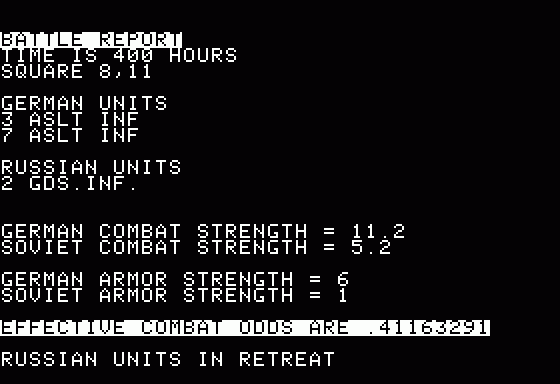 BATTLE REPORT
TIME IS 400 HOURS
SQUARE 8,11
GERMAN UNITS
3 ASLT INF
7 ASLT INF
RUSSIAN UNITS
2 GDS.INF.
GERMAN COMBAT STRENGTH = 11.2
SOVIET COMBAT STRENGTH = 5.2
GERMAN ARMOR STRENGTH = 6
SOVIET ARMOR STRENGTH = 1
EFFECTIVE COMBAT ODDS ARE .41163291
RUSSIAN UNITS IN RETREAT